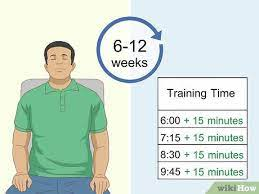 6-12
weeks
Training Time
6:00 + 15 minutes
7:15 + 15 minutes
8:30 + 15 minutes
9:45 + 15 minutes
wikiHow